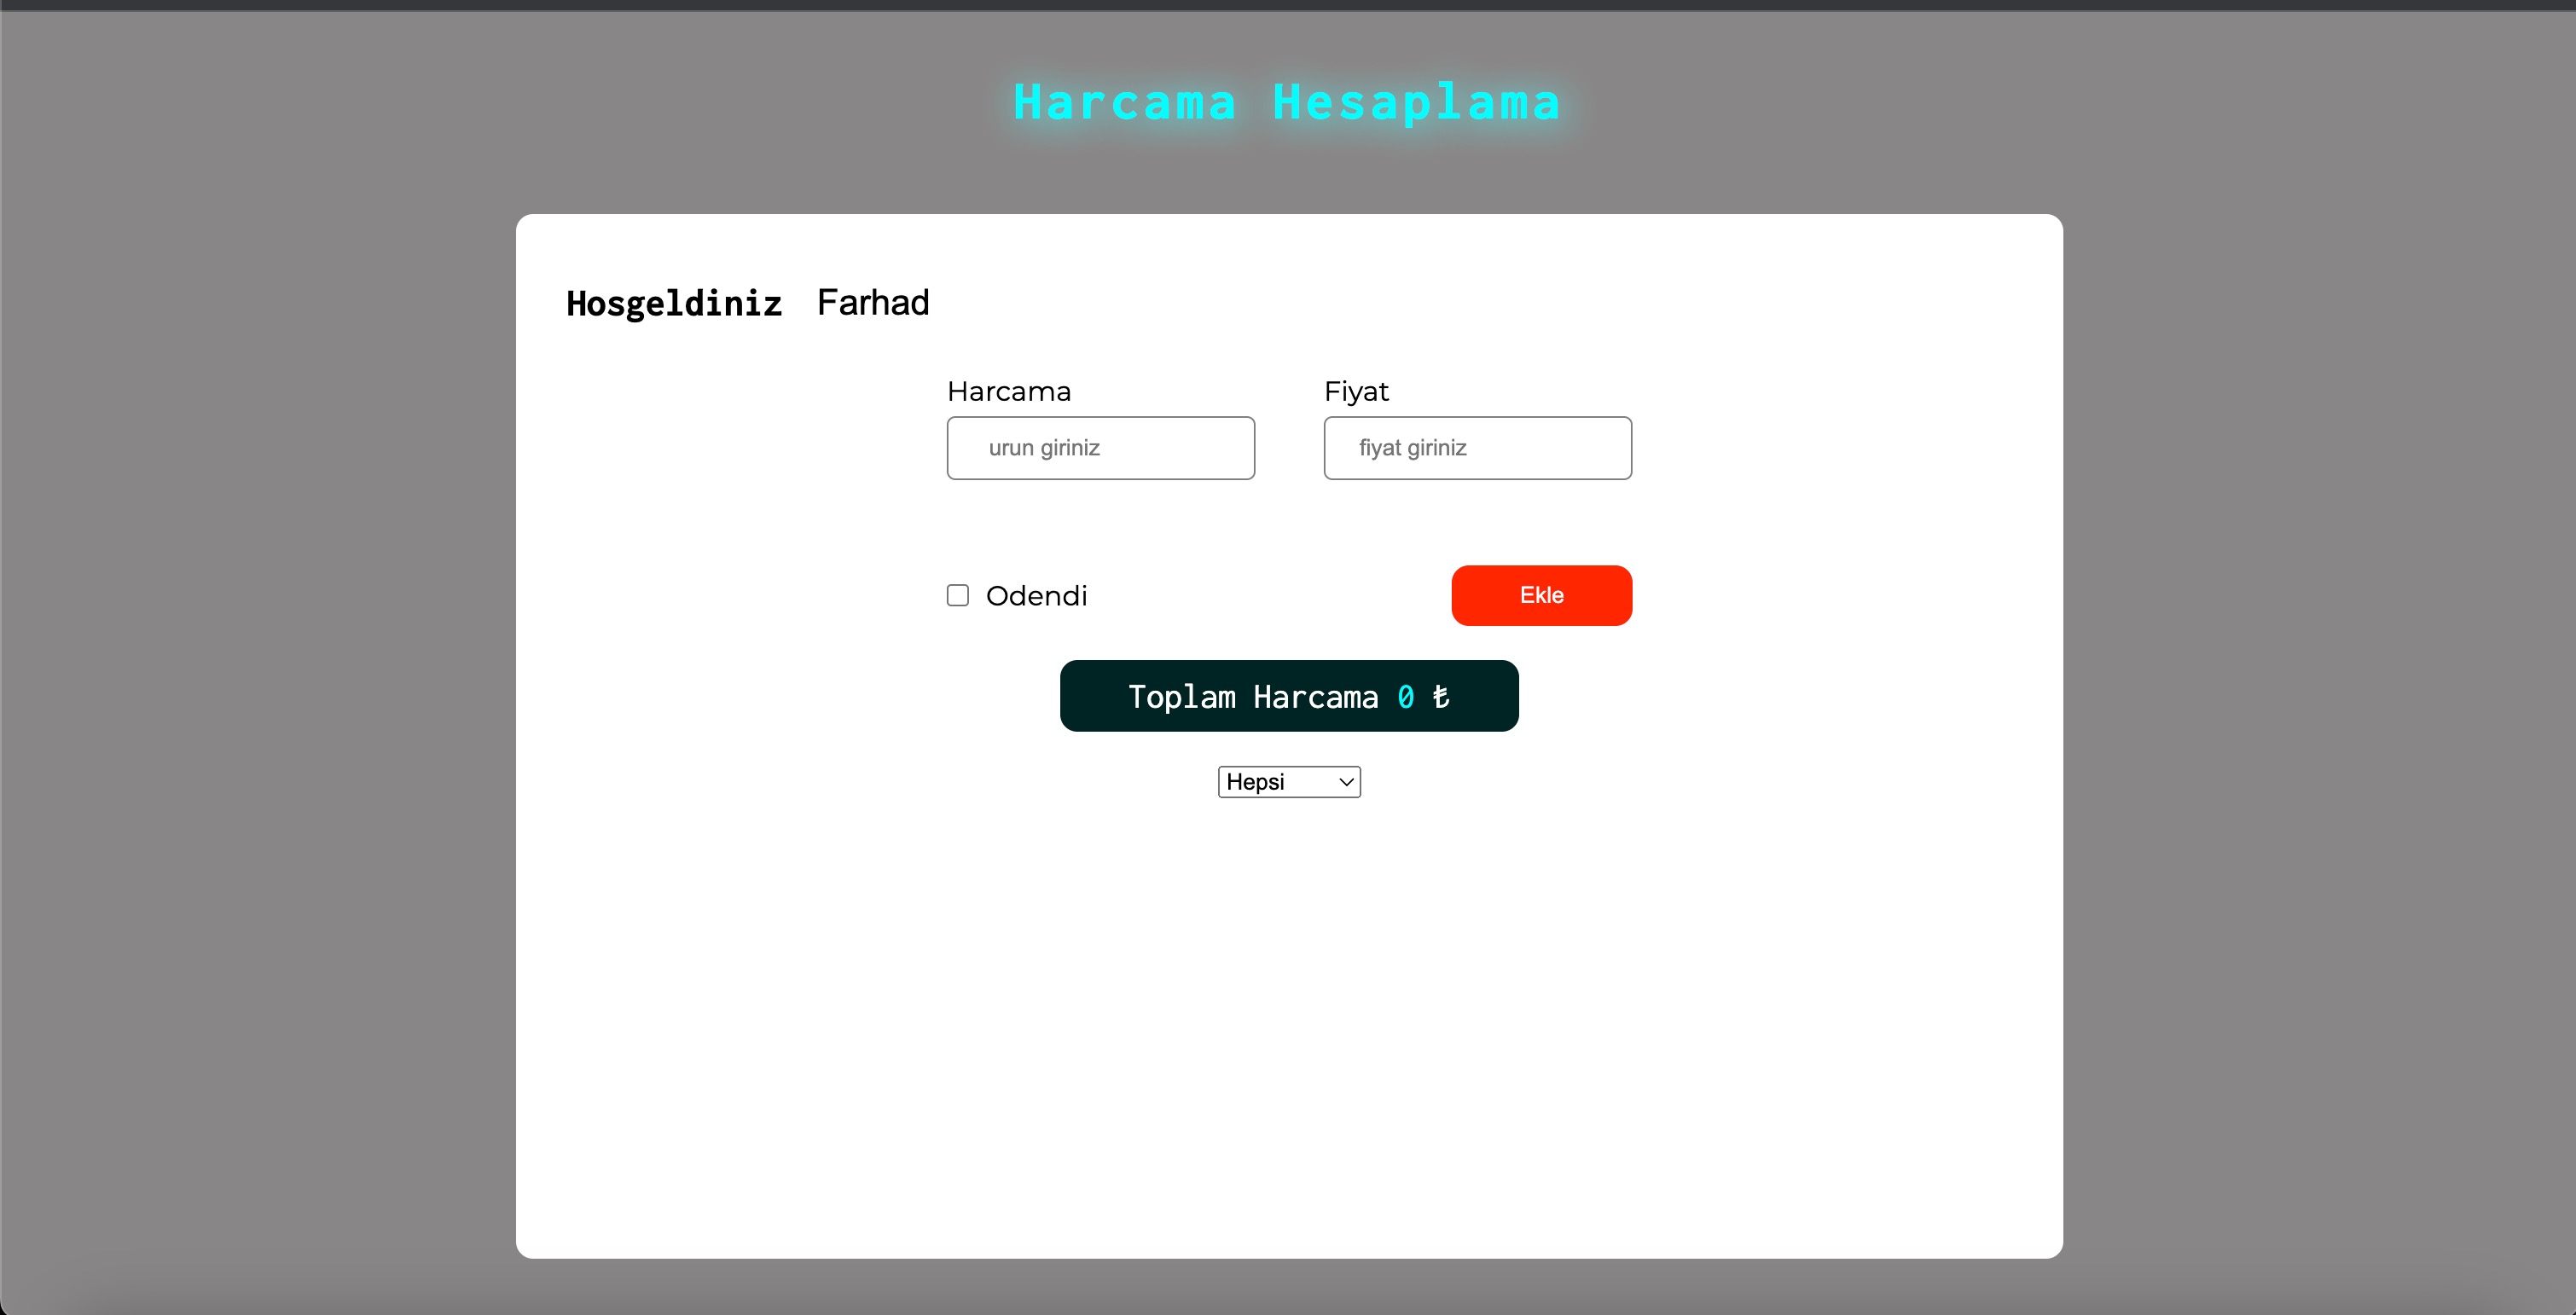 Harcama Hesaplama
Hosgeldiniz Farhad
Harcama Fiyat
urun giriniz fiyat giriniz
Odendi Ekle
Toplam Harcama 0 ₺
Hepsi